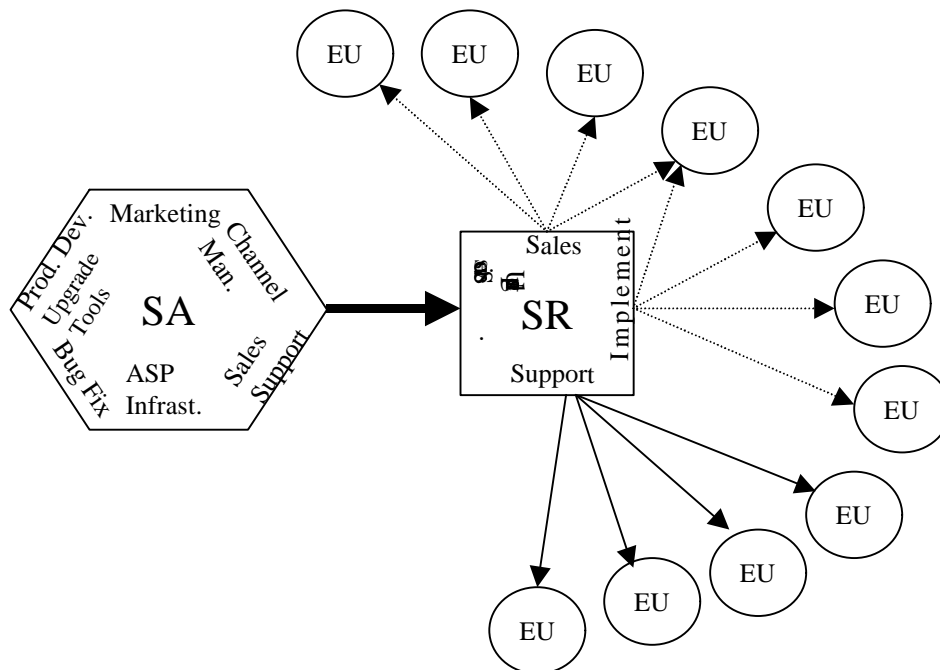 EU
EU
EU
EU
EU
EU
EU
EU
EU
EU
EU
Marketing
Channel
Man.
Prod. Dev.
Upgrade
Tools
SA
Bug Fix
ASP
Infrast.
Sales
Support
Sales
Implement
SR
Support